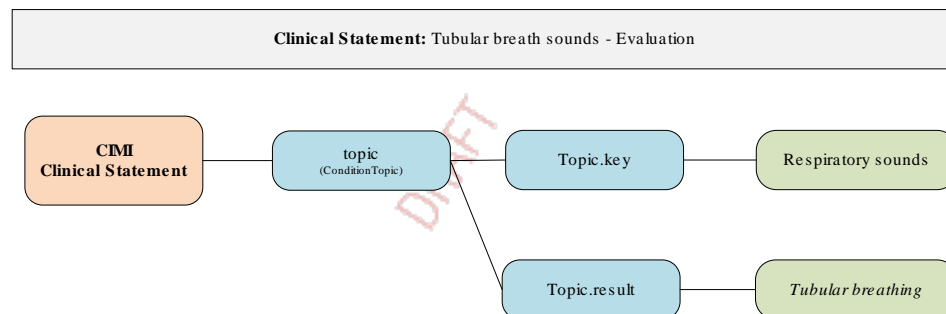 Clinical Statement: Tubular breath sounds - Evaluation
CIMI
Clinical Statement
topic
(ConditionTopic)
Topic.key
Respiratory sounds
DRAFT
Topic.result
Tubular breathing